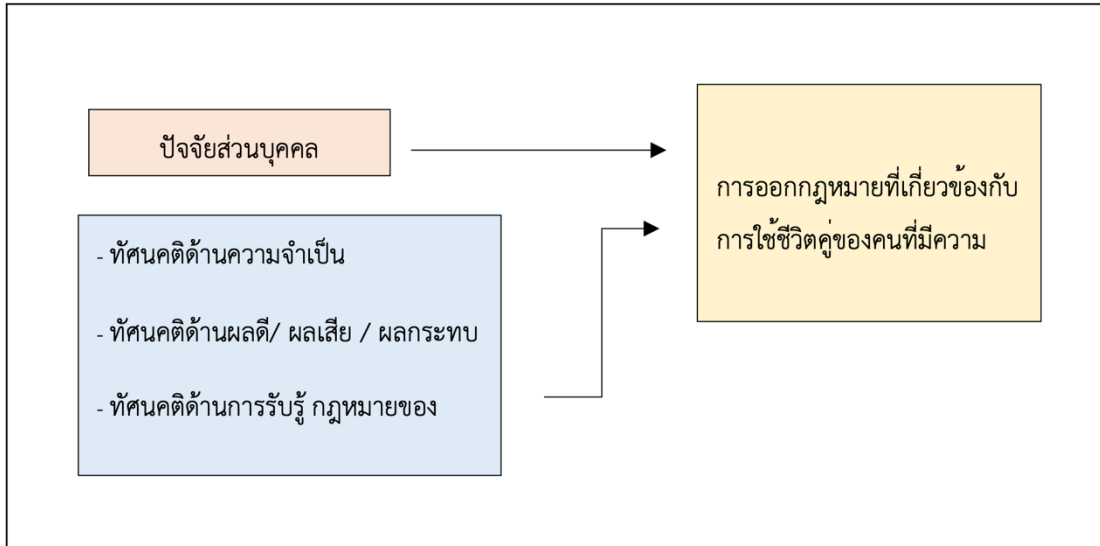 ปัจจัยส่วนบุคคล
- ทัศนคติด้านความจำเป็น
- ทัศนคติด้านผลดี/ ผลเสีย / ผลกระทบ
- ทัศนคติด้านการรับรู้ กฎหมายของ
การออกกฎหมายที่เกี่ยวข้องกับ
การใช้ชีวิตคู่ของคนที่มีความ